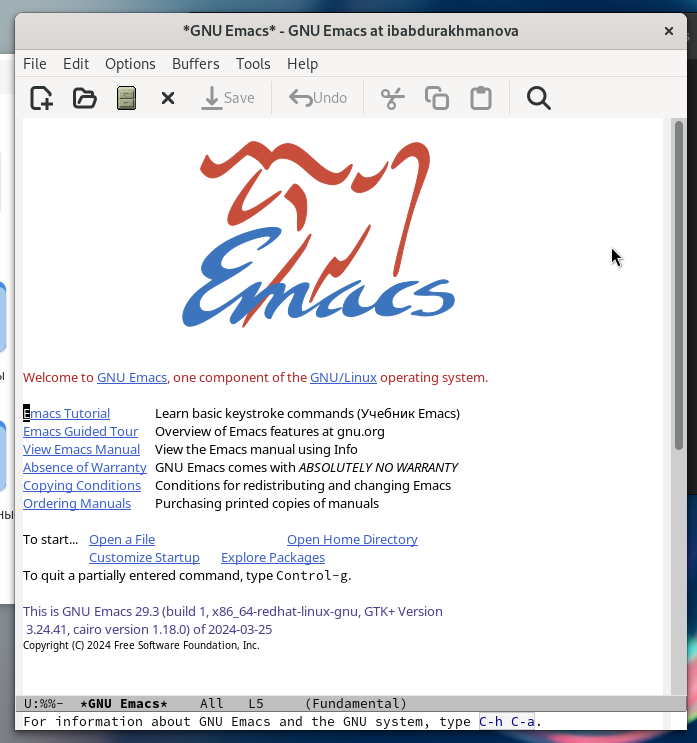 *GNU Emacs* - GNU Emacs at ibabdurakhmanova
File Edit Options Buffers Tools Help
Save Undo
Emacs
Welcome to GNU Emacs, one component of the GNU/Linux operating system.
Emacs Tutorial Learn basic keystroke commands (Учебник Emacs)
Emacs Guided Tour Overview of Emacs features at gnu.org
View Emacs Manual View the Emacs manual using Info
Absence of Warranty GNU Emacs comes with ABSOLUTELY NO WARRANTY
Copying Conditions Conditions for redistributing and changing Emacs
Ordering Manuals Purchasing printed copies of manuals
To start... Open a File Open Home Directory
Customize Startup Explore Packages
To quit a partially entered command, type Control-g.
This is GNU Emacs 29.3 (build 1, x86_64-redhat-linux-gnu, GTK+ Version
3.24.41, cairo version 1.18.0) of 2024-03-25
Copyright (C) 2024 Free Software Foundation, Inc.
U:%%- *GNU Emacs* All L5 (Fundamental)
For information about GNU Emacs and the GNU system, type C-h C-a.